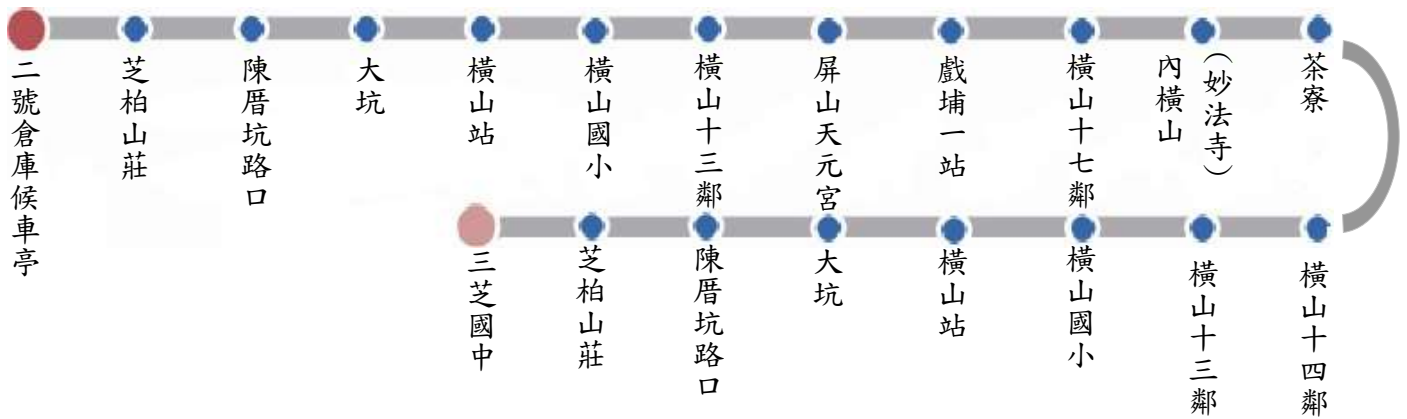 二號倉庫候車亭
芝柏山莊
陳厝坑路口
大坑
橫山站
橫山國小
橫山十三鄰
屏山天元宮
戲埔一站
橫山十七鄰
內橫山
（妙法寺）
茶寮
橫山十四鄰
橫山十三鄰
橫山國小
橫山站
大坑
陳厝坑路口
芝柏山莊
三芝國中